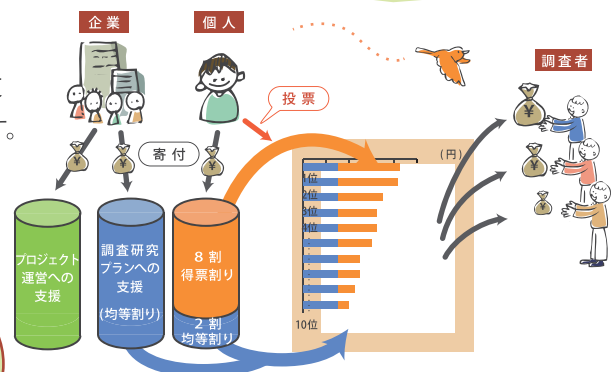 企業
個人
調査者
投票
寄付
(円)
¥
¥
¥
¥
¥
¥
プロジェクト
運営への
支援
調査研究
プランへの
支援
(均等割り)
8割
得票割り
2割
均等割り
1位
2位
3位
4位
10位